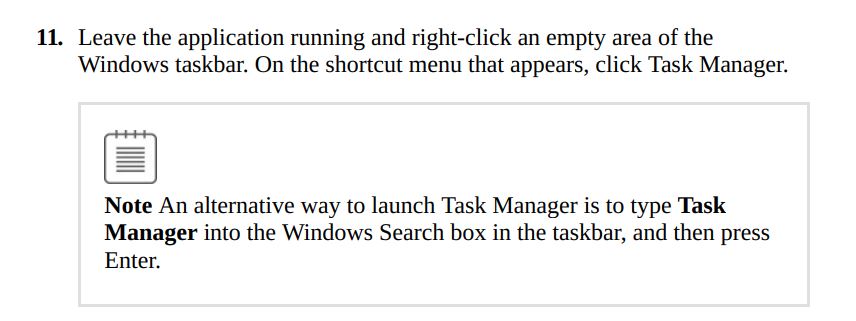 11. Leave the application running and right-click an empty area of the
Windows taskbar. On the shortcut menu that appears, click Task Manager.
Note An alternative way to launch Task Manager is to type Task
Manager into the Windows Search box in the taskbar, and then press
Enter.